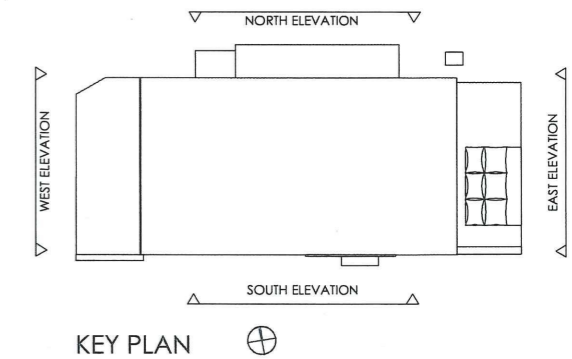 NORTH ELEVATION
WEST ELEVATION
EAST ELEVATION
SOUTH ELEVATION
KEY PLAN